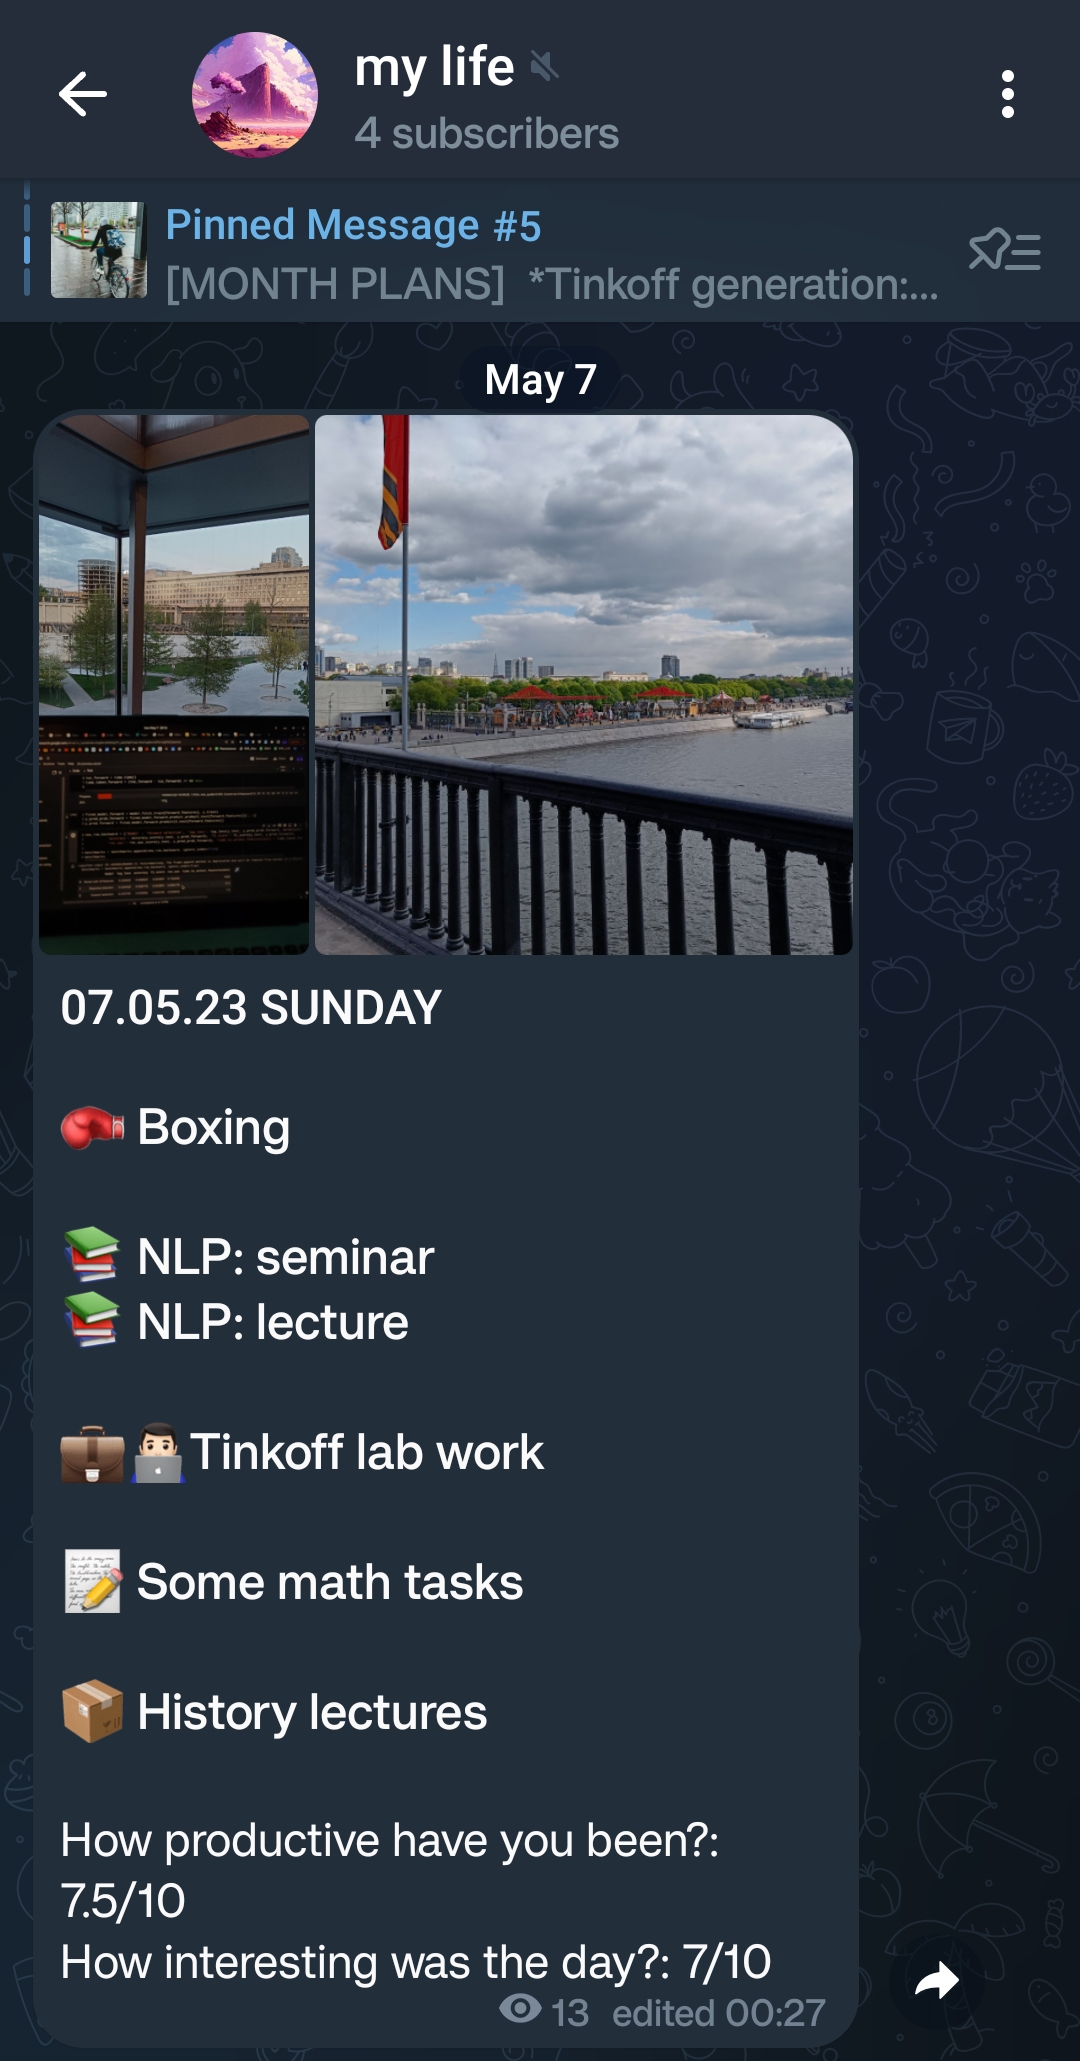 my life
4 subscribers
Pinned Message #5
[MONTH PLANS] *Tinkoff generation:...
May 7
07.05.23 SUNDAY
Boxing
NLP: seminar
NLP: lecture
Tinkoff lab work
Some math tasks
History lectures
How productive have you been?:
7.5/10
How interesting was the day?: 7/10
13 edited 00:27